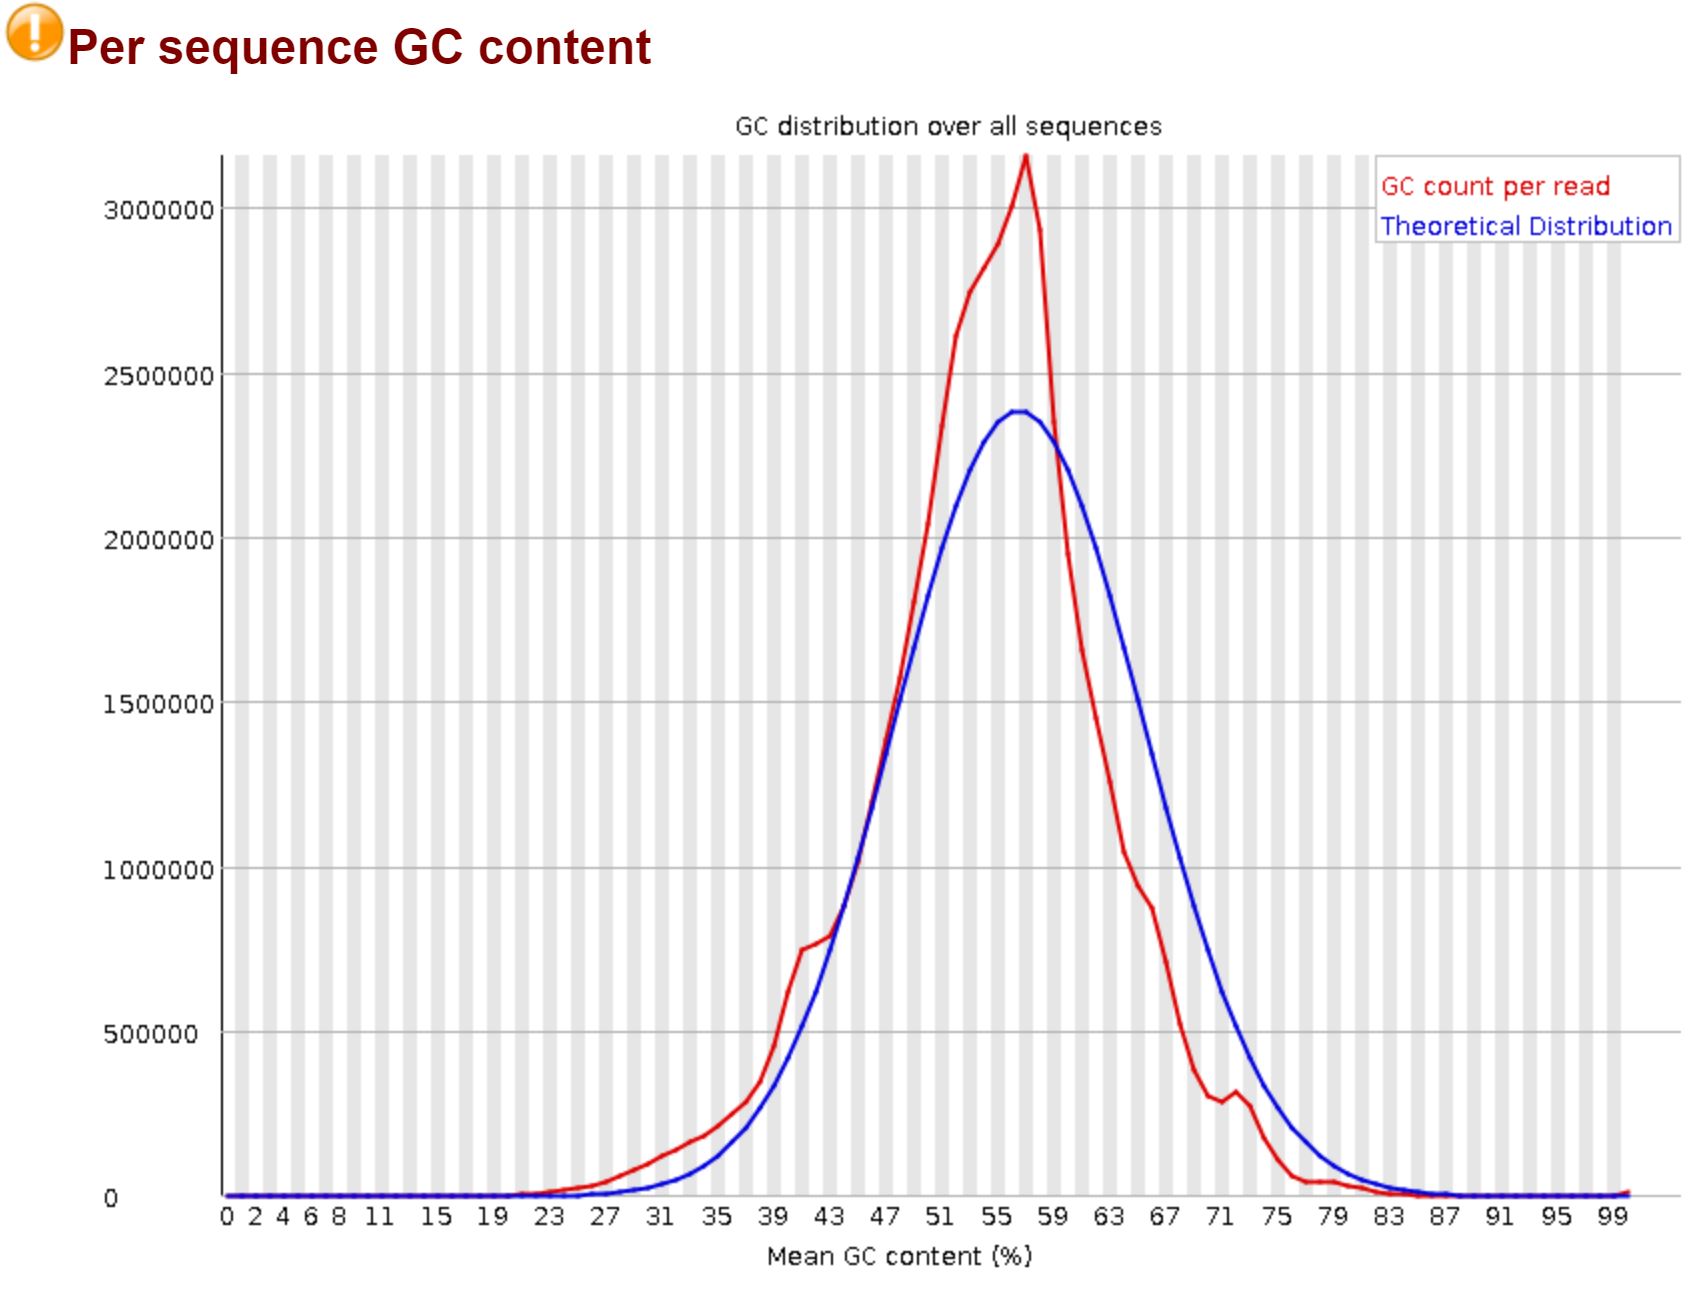 Per sequence GC content
GC distribution over all sequences
GC count per read
Theoretical Distribution
3000000
2500000
2000000
1500000
1000000
500000
0
0 2 4 6 8 11 15 19 23 27 31 35 39 43 47 51 55 59 63 67 71 75 79 83 87 91 95 99
Mean GC content (%)